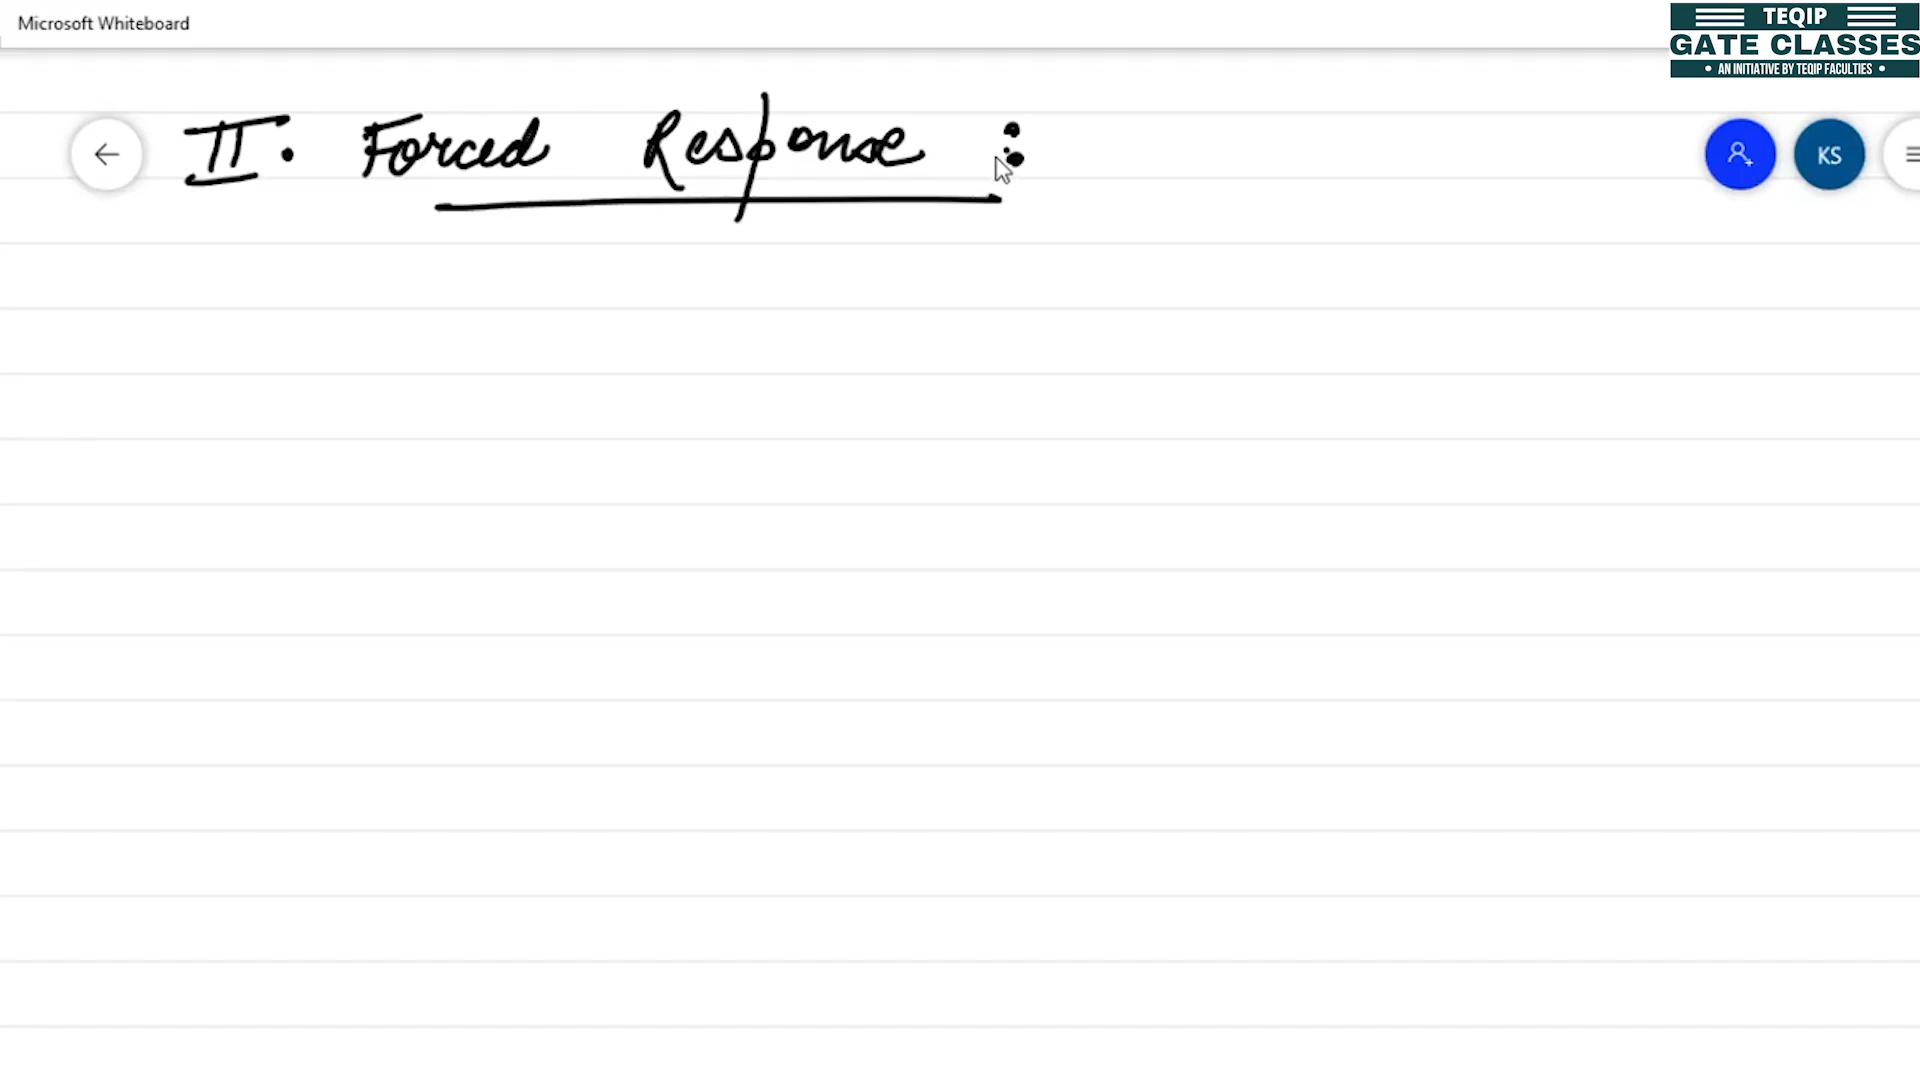 Microsoft Whiteboard
TEQIP
GATE CLASSES
• AN INITIATIVE BY TEQIP FACULTIES •
II. Forced Response :
KS